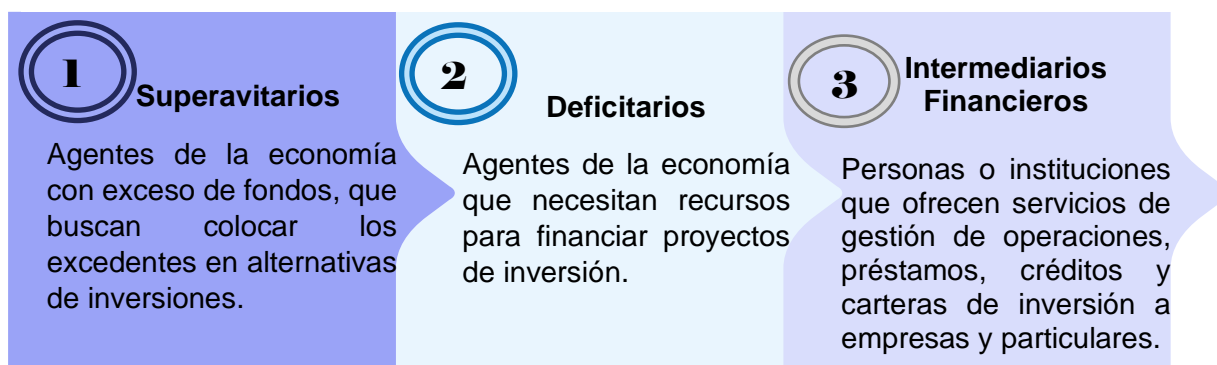 1
Superavitarios
Agentes de la economía
con exceso de fondos, que
buscan colocar los
excedentes en alternativas
de inversiones.
2
Deficitarios
Agentes de la economía
que necesitan recursos
para financiar proyectos
de inversión.
3
Intermediarios
Financieros
Personas o instituciones
que ofrecen servicios de
gestión de operaciones,
préstamos, créditos y
carteras de inversión a
empresas y particulares.